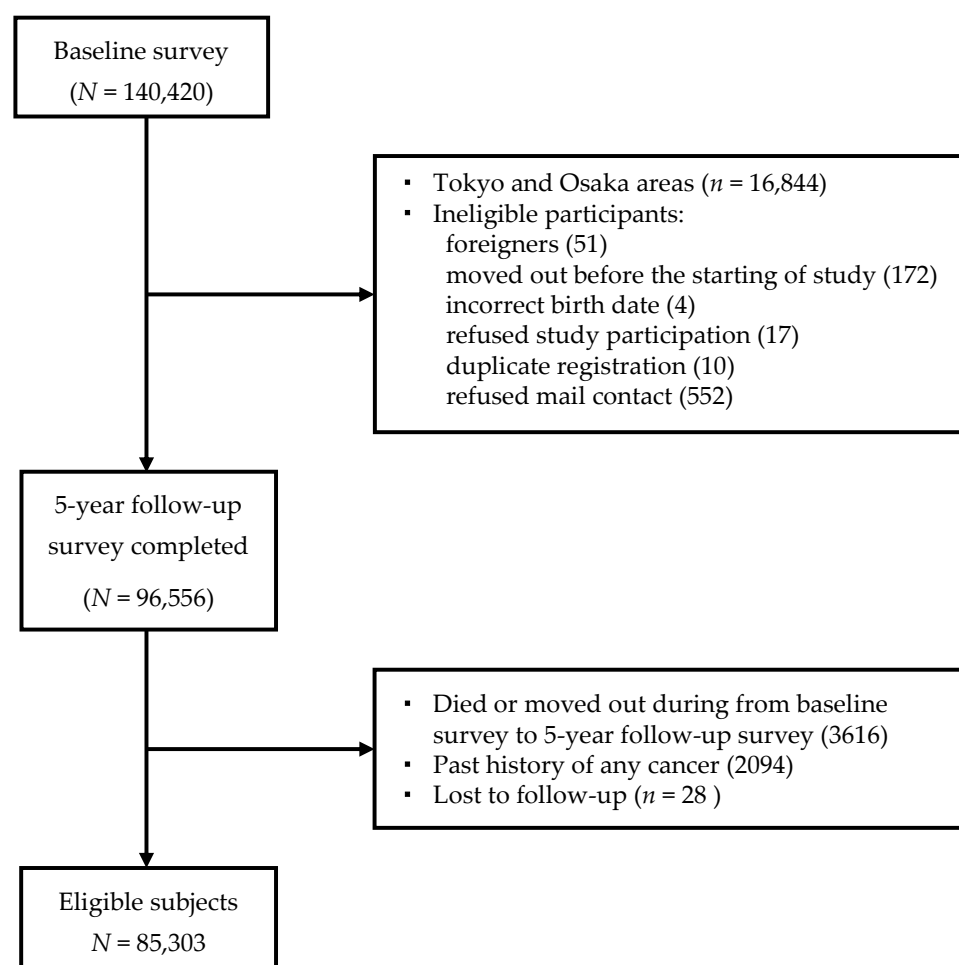 Baseline survey
(N = 140,420)
▪ Tokyo and Osaka areas (n = 16,844)
▪ Ineligible participants:
foreigners (51)
moved out before the starting of study (172)
incorrect birth date (4)
refused study participation (17)
duplicate registration (10)
refused mail contact (552)
5-year follow-up
survey completed
(N = 96,556)
▪ Died or moved out during from baseline
survey to 5-year follow-up survey (3616)
▪ Past history of any cancer (2094)
▪ Lost to follow-up (n = 28 )
Eligible subjects
N = 85,303